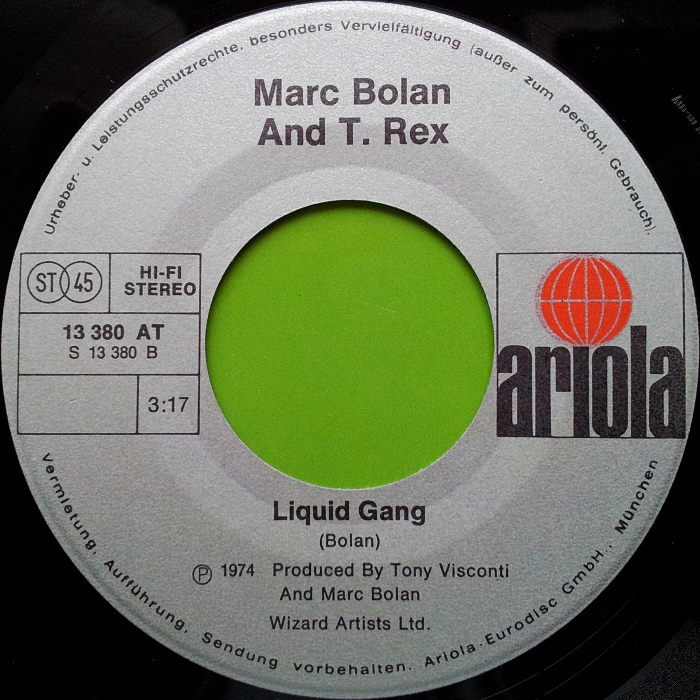 Urheber- u. Leistungsschutzrechte, besonders Vervielfältigung (außer zum persönl. Gebrauch).
Marc Bolan
And T. Rex
ST 45
HI-FI
STEREO
13 380 AT
S 13 380 B
3:17
ariola
Liquid Gang
(Bolan)
Ⓟ 1974 Produced By Tony Visconti
And Marc Bolan
Wizard Artists Ltd.
Vermietung, Aufführung, Sendung vorbehalten. Ariola-Eurodisc GmbH., München